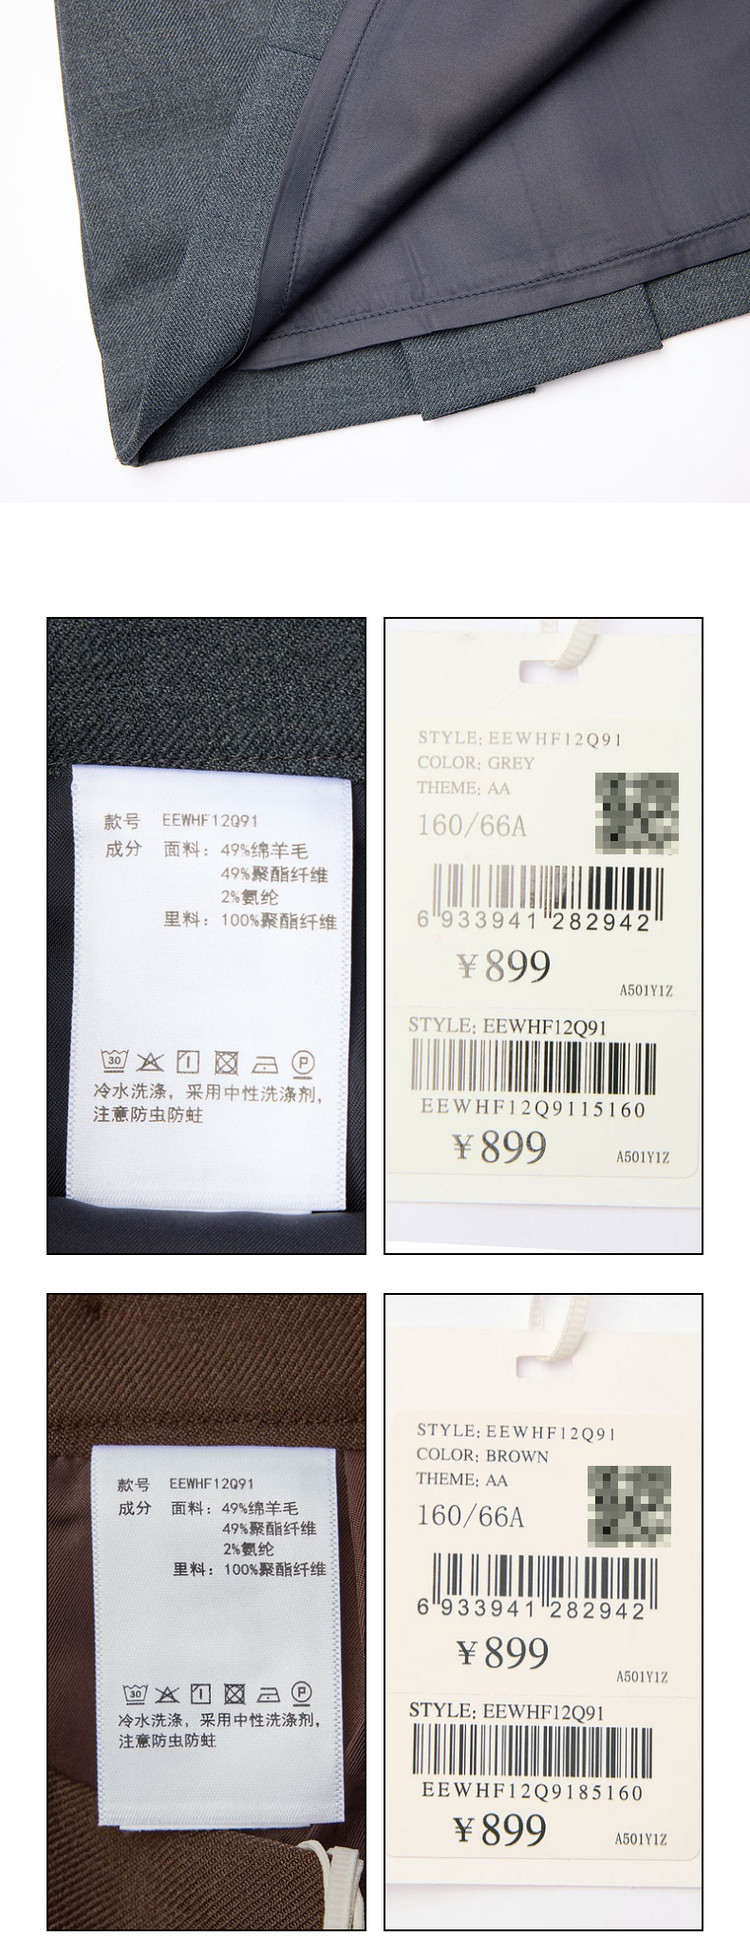 款号 EEWHF12Q91
成分 面料：49%绵羊毛
49%聚酯纤维
2%氨纶
里料：100%聚酯纤维
30 P
冷水洗涤，采用中性洗涤剂，
注意防虫防蛀
STYLE: EEWHF12Q91
COLOR: GREY
THEME: AA
160/66A
6 933941 282942
¥899
A501Y1Z
STYLE: EEWHF12Q91
EEWHF12Q9115160
¥899
A501Y1Z
款号 EEWHF12Q91
成分 面料：49%绵羊毛
49%聚酯纤维
2%氨纶
里料：100%聚酯纤维
30 P
冷水洗涤，采用中性洗涤剂，
注意防虫防蛀
STYLE: EEWHF12Q91
COLOR: BROWN
THEME: AA
160/66A
6 933941 282942
¥899
A501Y1Z
STYLE: EEWHF12Q91
EEWHF12Q9185160
¥899
A501Y1Z